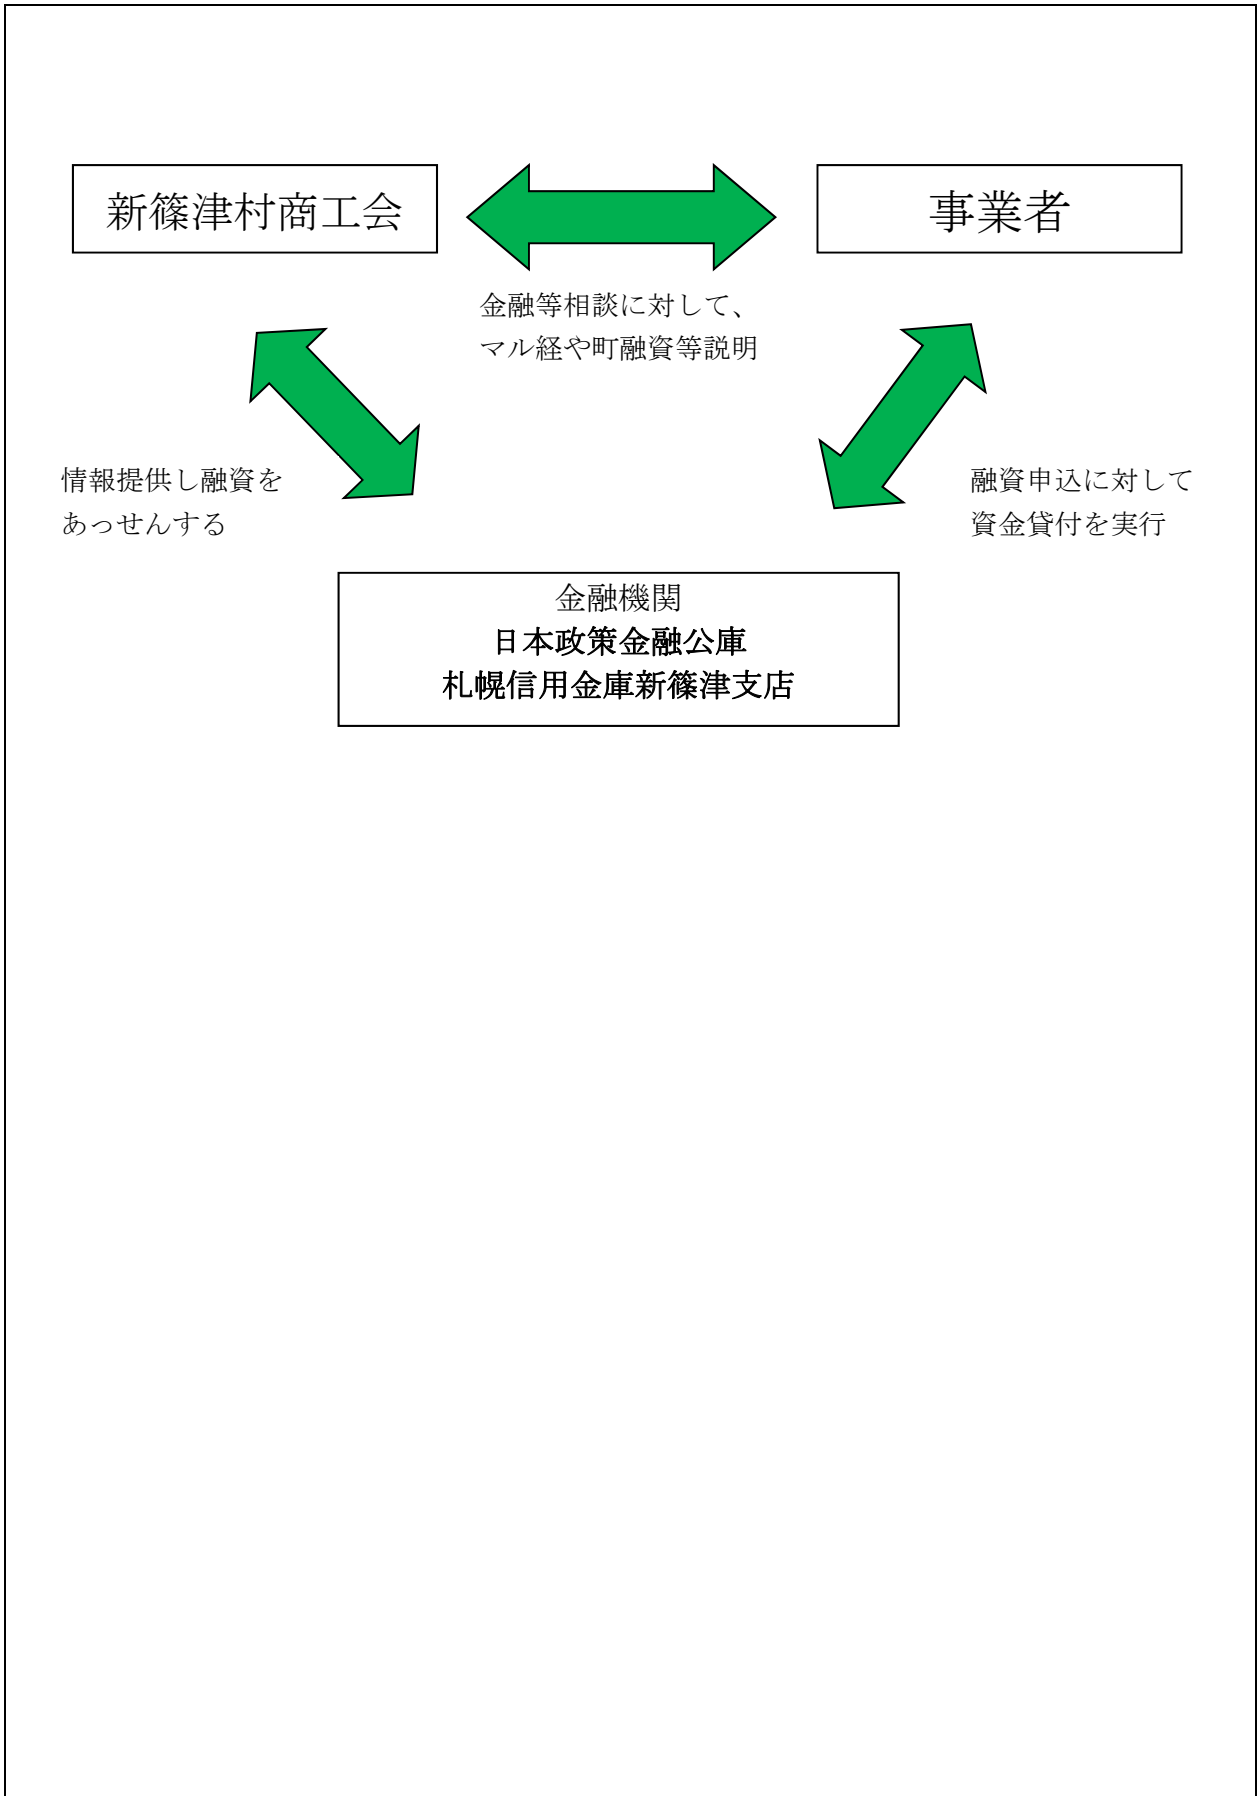 新篠津村商工会
事業者
金融等相談に対して、
マル経や町融資等説明
情報提供し融資を
あっせんする
融資申込に対して
資金貸付を実行
金融機関
日本政策金融公庫
札幌信用金庫新篠津支店